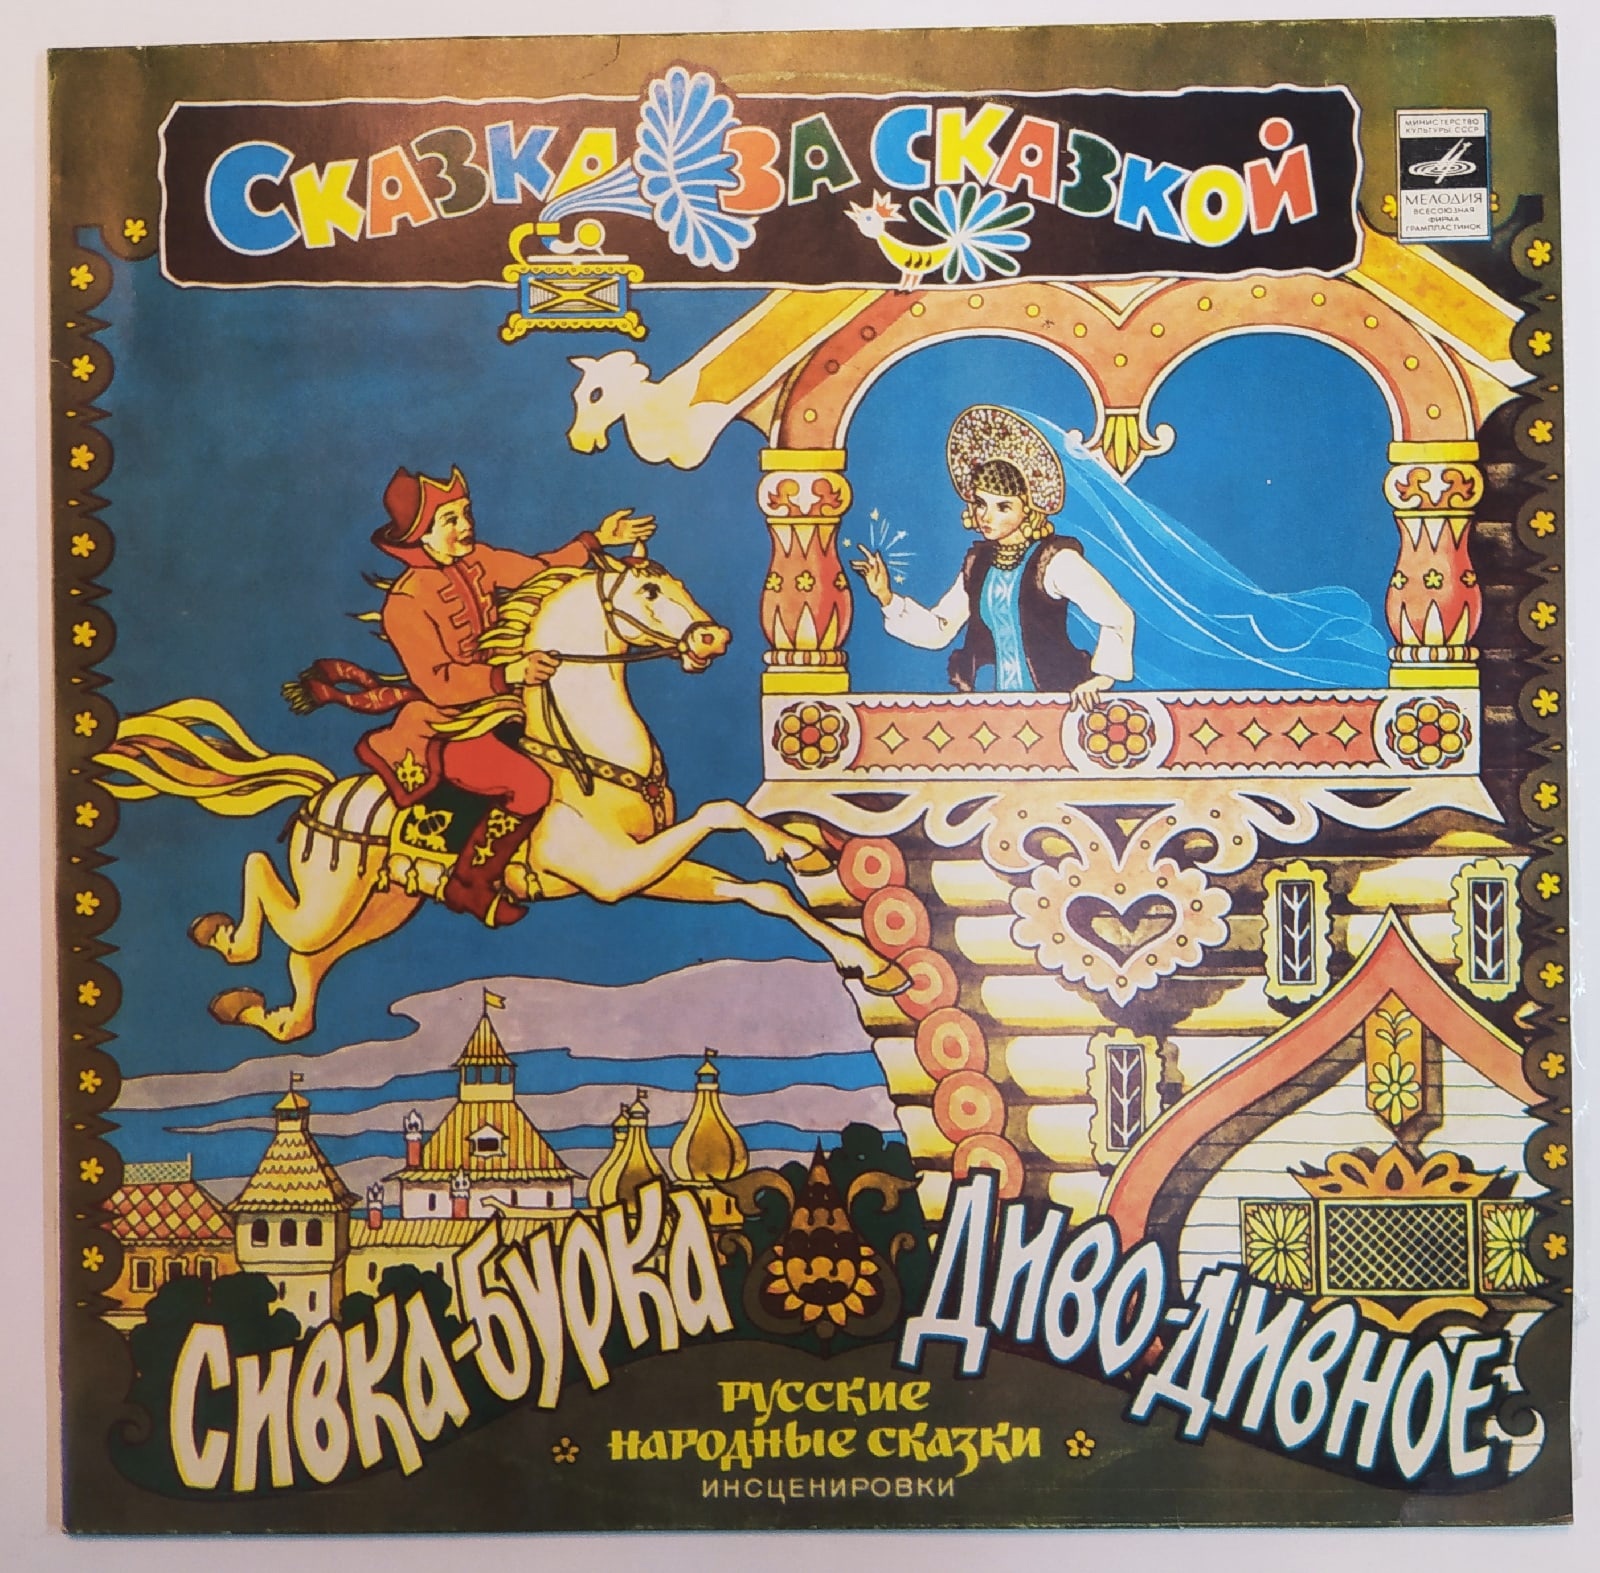 Сказка за сказкой
МИНИСТЕРСТВО
КУЛЬТУРЫ СССР
МЕЛОДИЯ
ВСЕСОЮЗНАЯ
ФИРМА
ГРАМПЛАСТИНОК
Сивка-Бурка
Диво-дивное
РУССКИЕ
НАРОДНЫЕ СКАЗКИ
ИНСЦЕНИРОВКИ